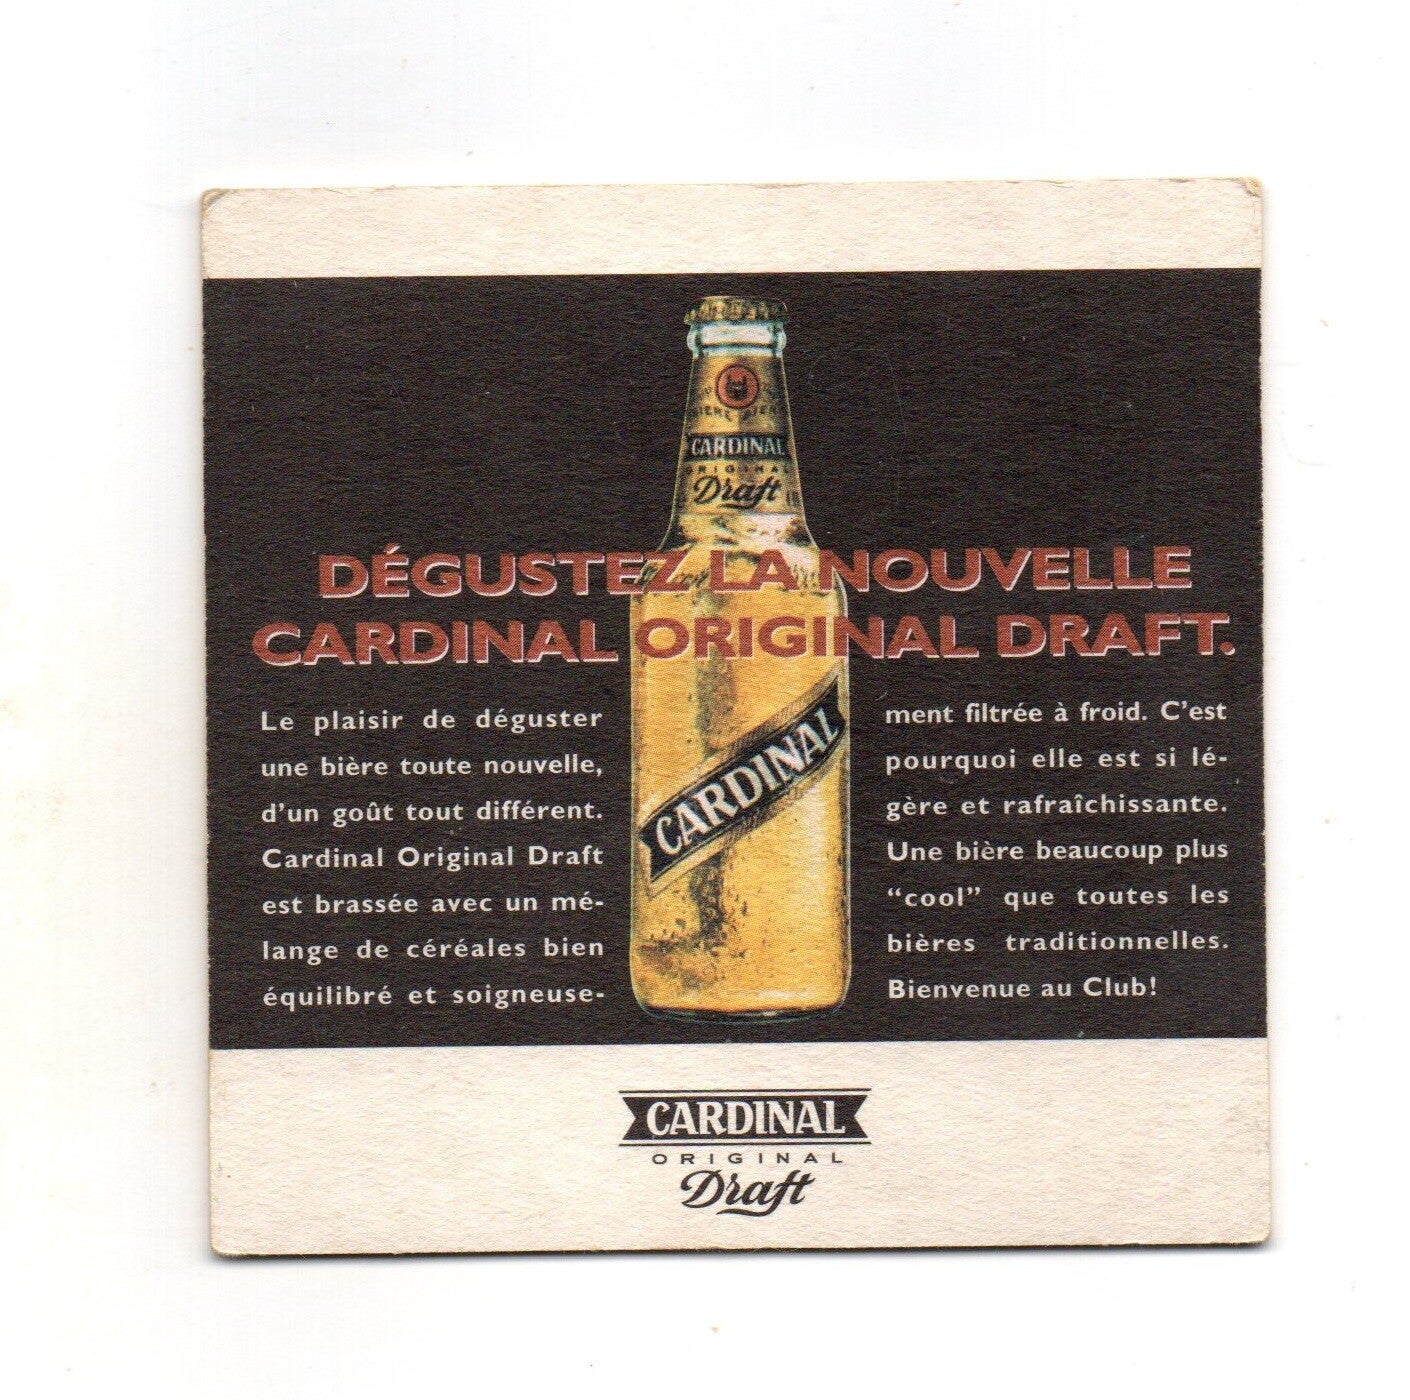 CARDINAL
ORIGINAL
Draft
DÉGUSTEZ LA NOUVELLE
CARDINAL ORIGINAL DRAFT.
Le plaisir de déguster
une bière toute nouvelle,
d'un goût tout différent.
Cardinal Original Draft
est brassée avec un mé-
lange de céréales bien
équilibré et soigneuse-
CARDINAL
ment filtrée à froid. C'est
pourquoi elle est si lé-
gère et rafraîchissante.
Une bière beaucoup plus
“cool” que toutes les
bières traditionnelles.
Bienvenue au Club!
CARDINAL
ORIGINAL
Draft